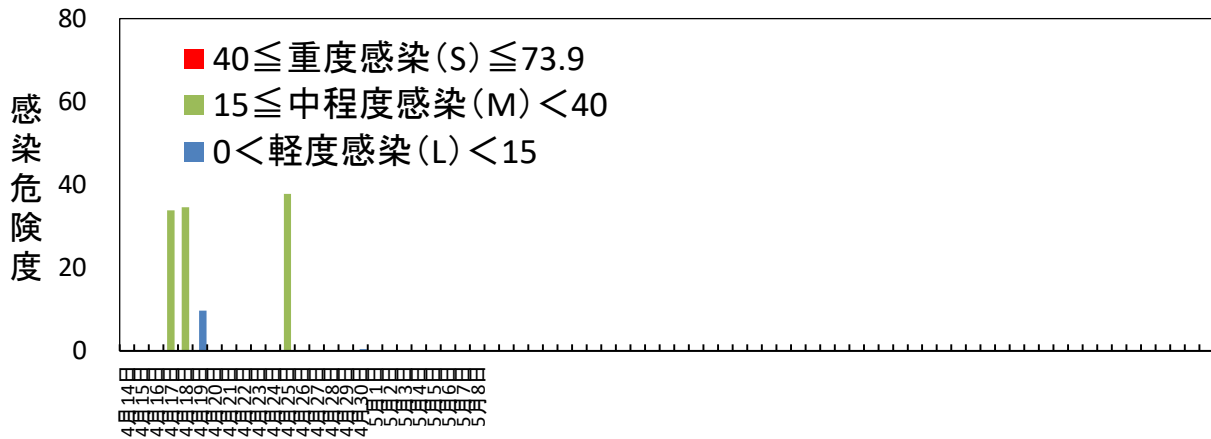 感染危険度
80
60
40
20
0
40≦重度感染(S)≦73.9
15≦中程度感染(M)<40
0<軽度感染(L)<15
4月14日
4月15日
4月16日
4月17日
4月18日
4月19日
4月20日
4月21日
4月22日
4月23日
4月24日
4月25日
4月26日
4月27日
4月28日
4月29日
4月30日
5月1日
5月2日
5月3日
5月4日
5月5日
5月6日
5月7日
5月8日